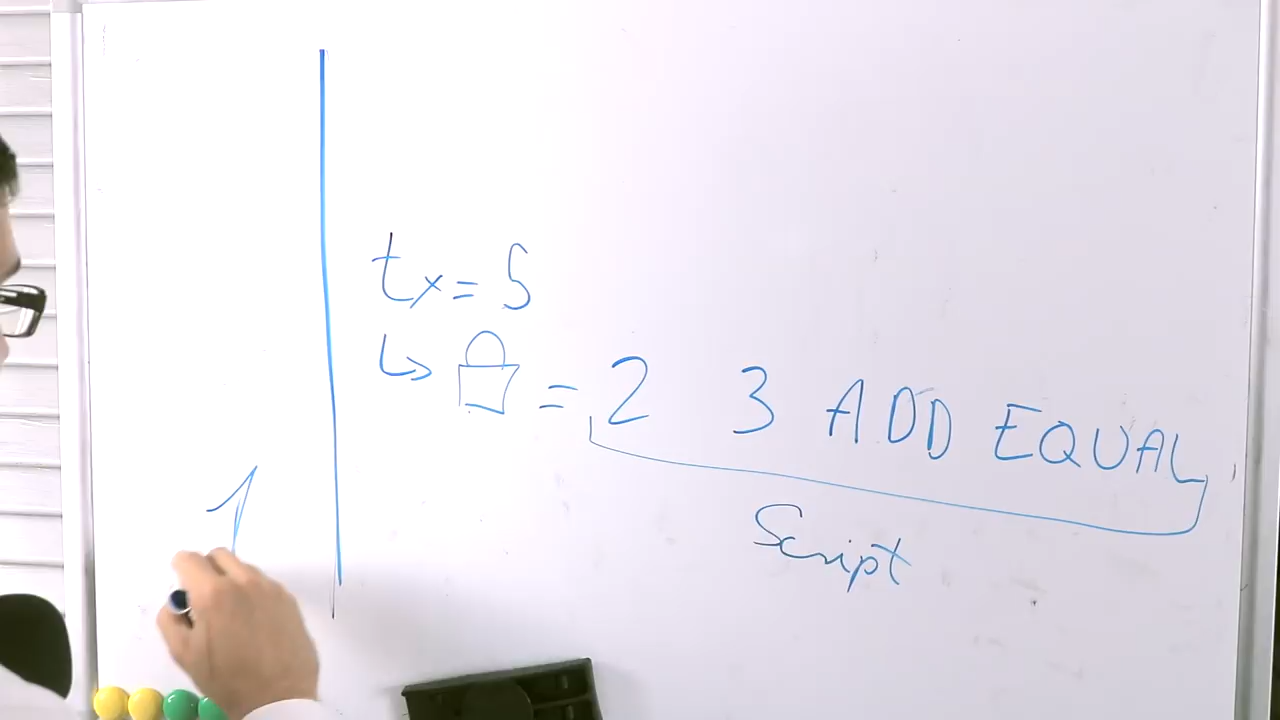 tx = 5
↳ = 2 3 ADD EQUAL
Script
1